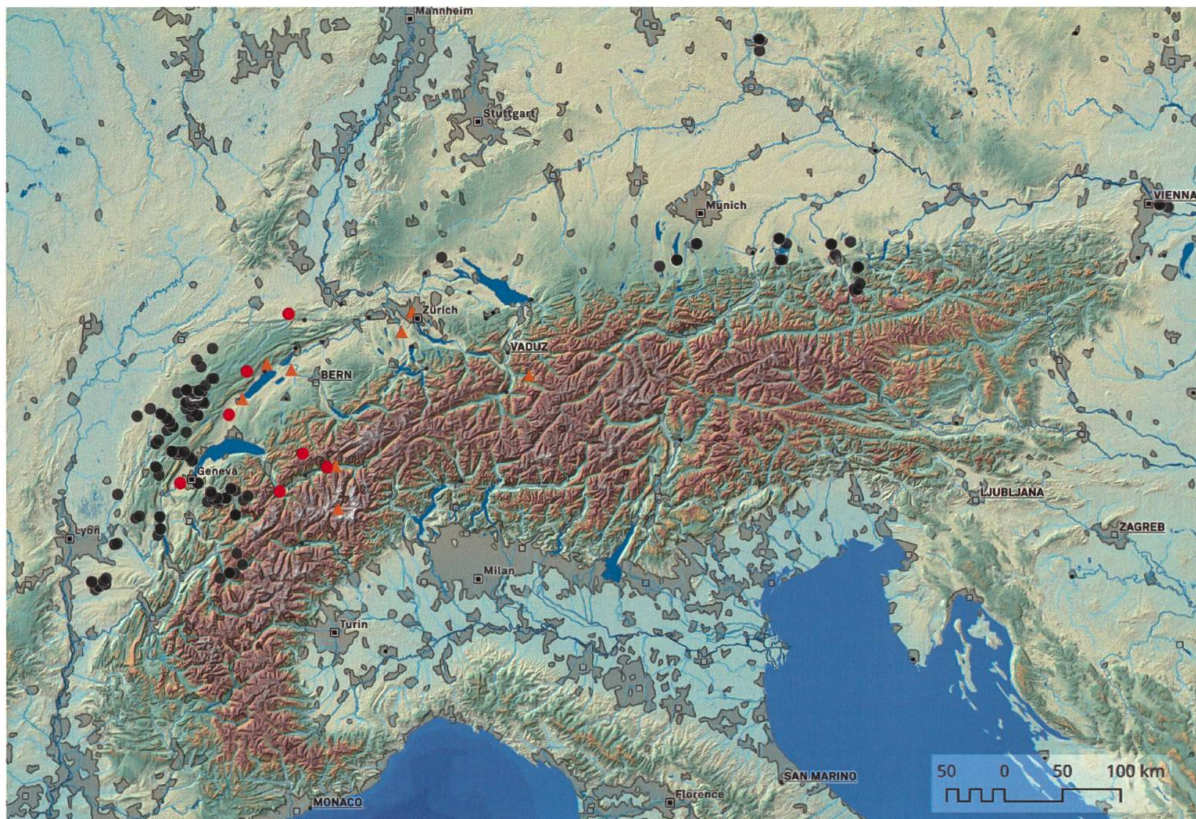 Mannheim
Stuttgart
Munich
VIENNA
Zürich
VADUZ
BERN
Geneva
Lyon
LJUBLJANA
ZAGREB
Milan
Turin
SAN MARINO
MONACO
Florence
50 0 50 100 km